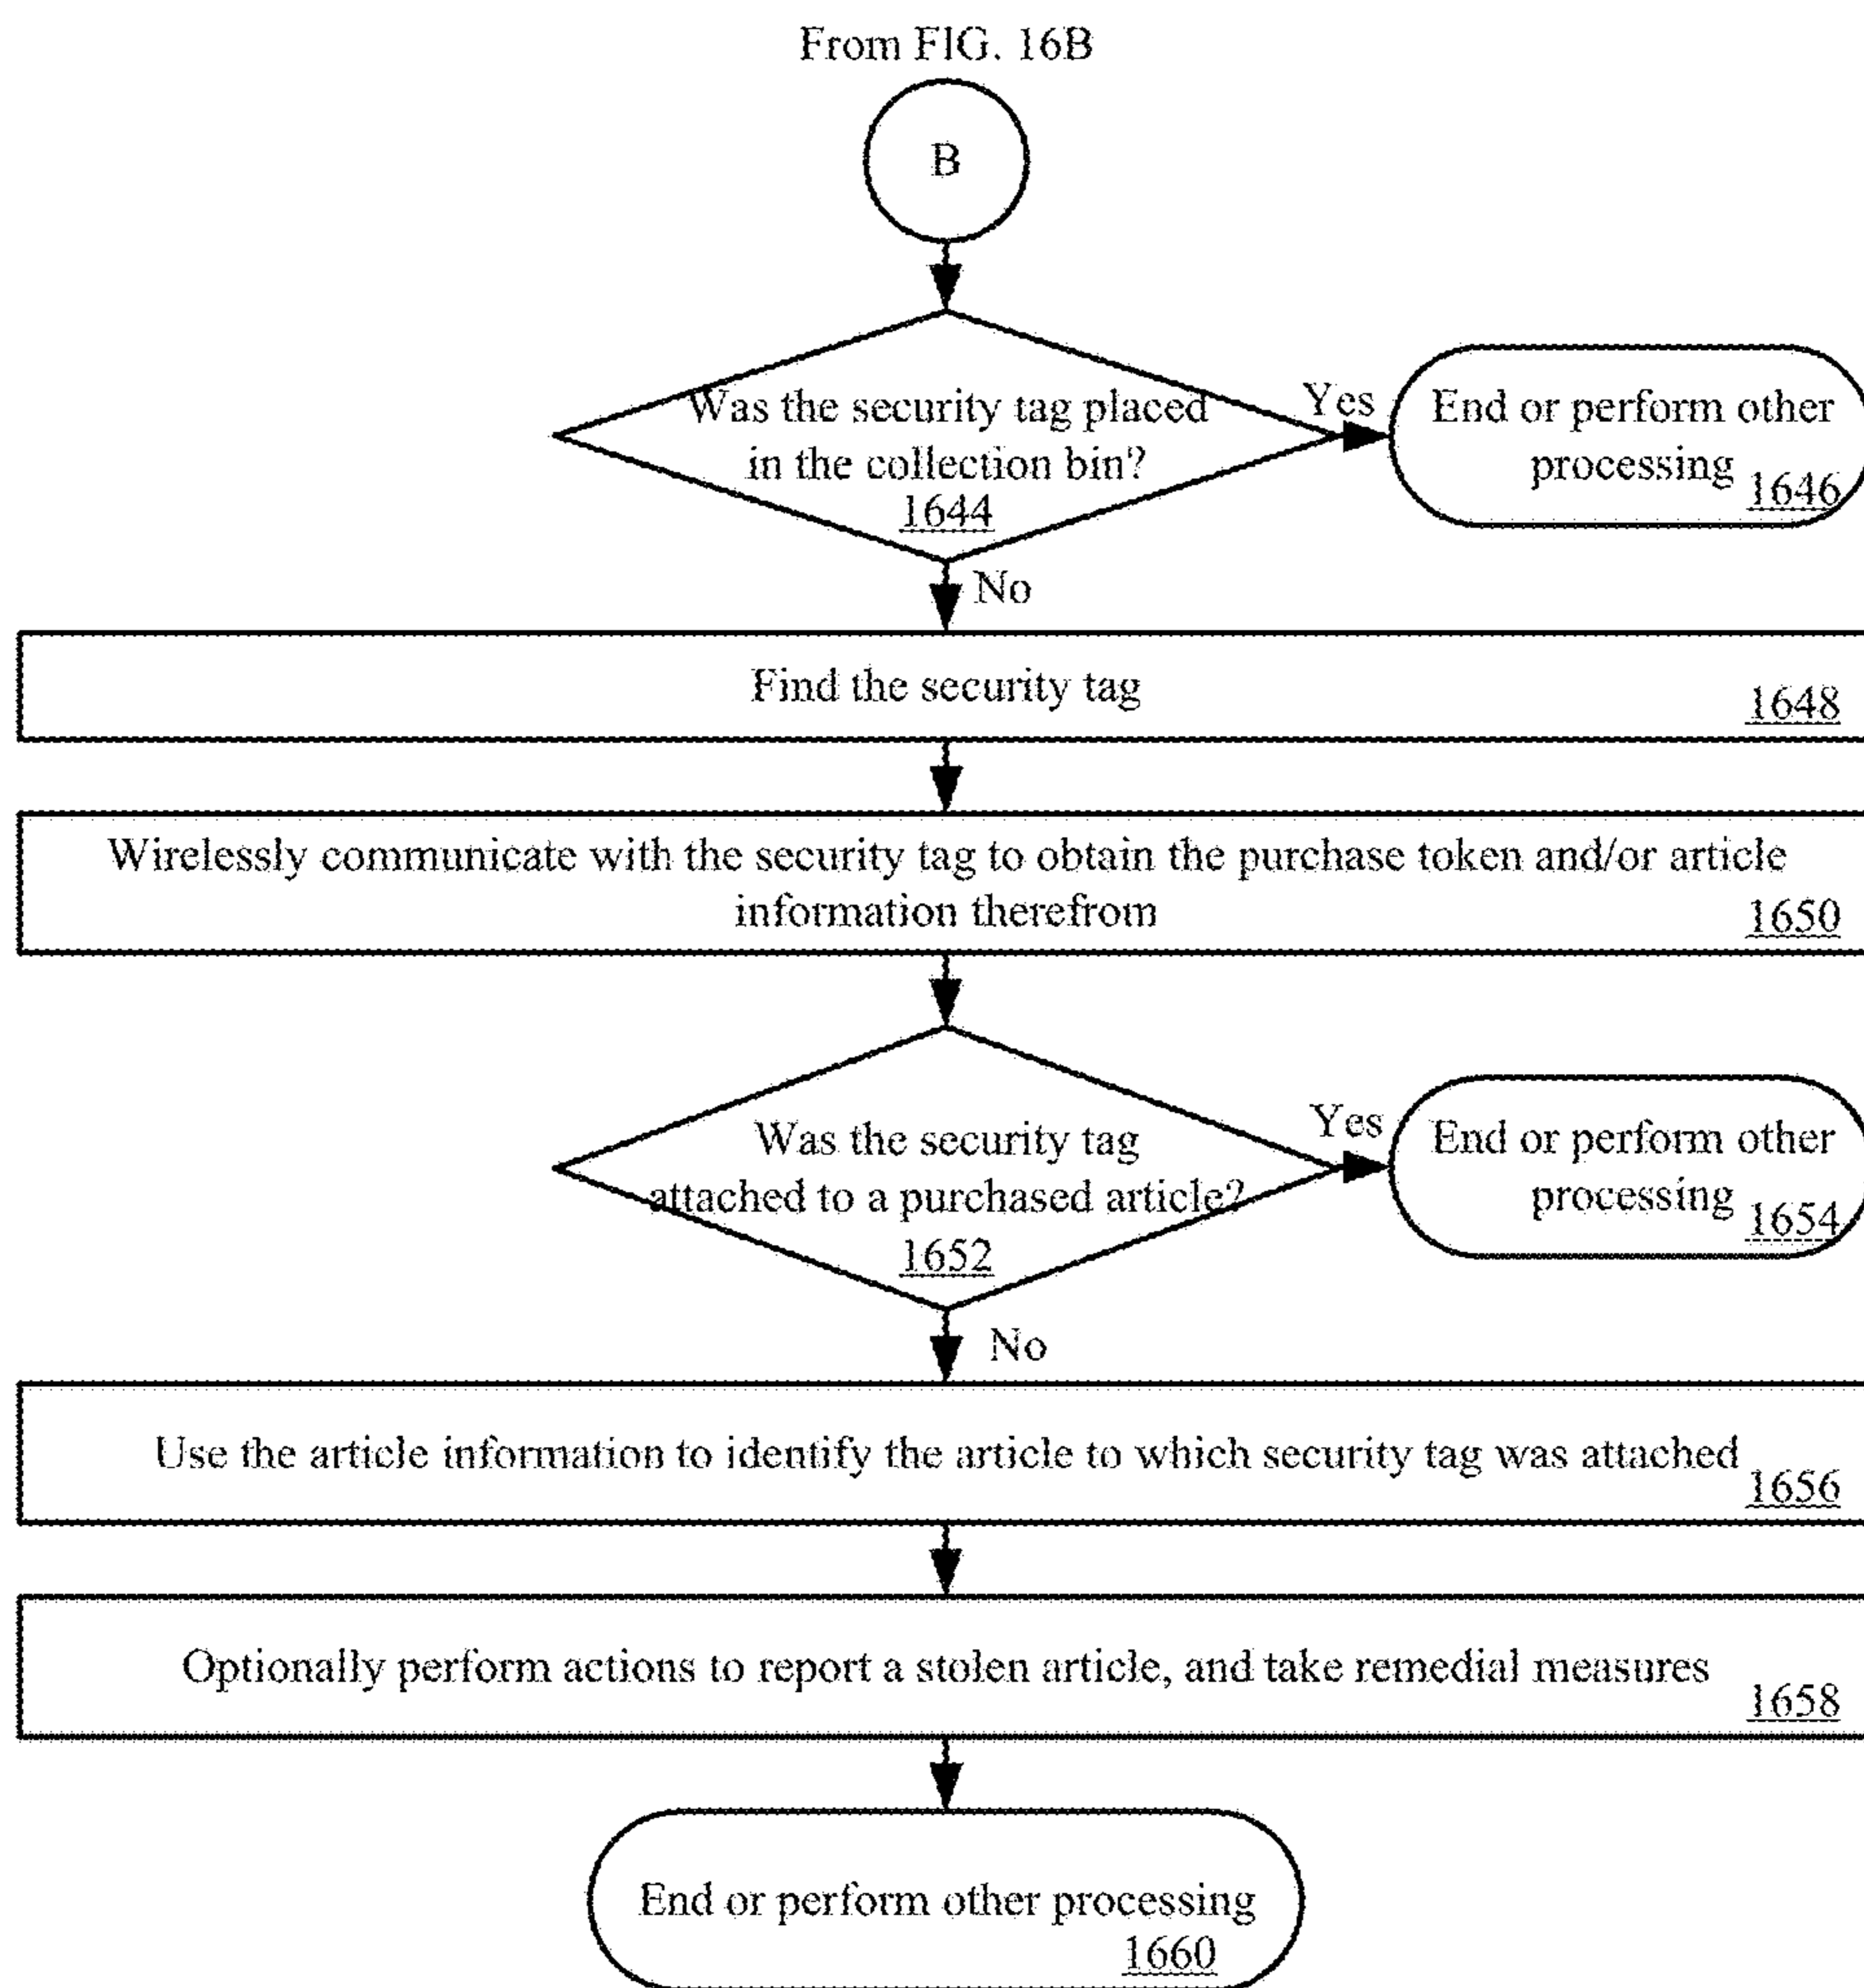 From FIG. 16B
B
Was the security tag placed
in the collection bin?
1644
Yes
End or perform other
processing 1646
No
Find the security tag
1648
Wirelessly communicate with the security tag to obtain the purchase token and/or article
information therefrom
1650
Was the security tag
attached to a purchased article?
1652
Yes
End or perform other
processing 1654
No
Use the article information to identify the article to which security tag was attached
1656
Optionally perform actions to report a stolen article, and take remedial measures
1658
End or perform other processing
1660